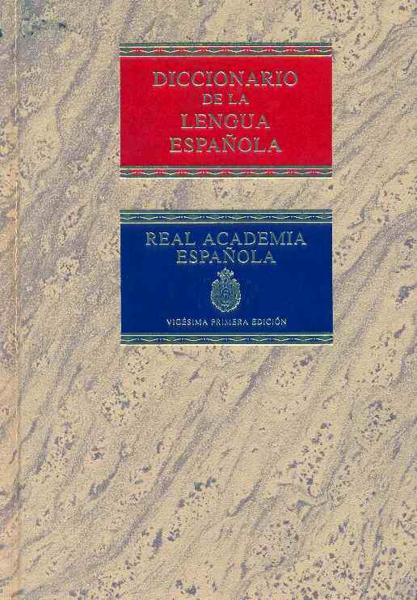 DICCIONARIO
DE LA
LENGUA
ESPAÑOLA
REAL ACADEMIA
ESPAÑOLA
VIGÉSIMA PRIMERA EDICIÓN